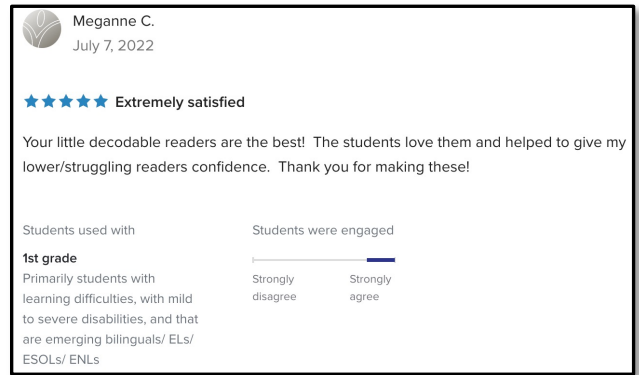 Meganne C.
July 7, 2022
Extremely satisfied
Your little decodable readers are the best!  The students love them and helped to give my
lower/struggling readers confidence.  Thank you for making these!
Students used with
1st grade
Primarily students with
learning difficulties, with mild
to severe disabilities, and that
are emerging bilinguals/ ELs/
ESOLs/ ENLs
Students were engaged
Strongly
disagree
Strongly
agree